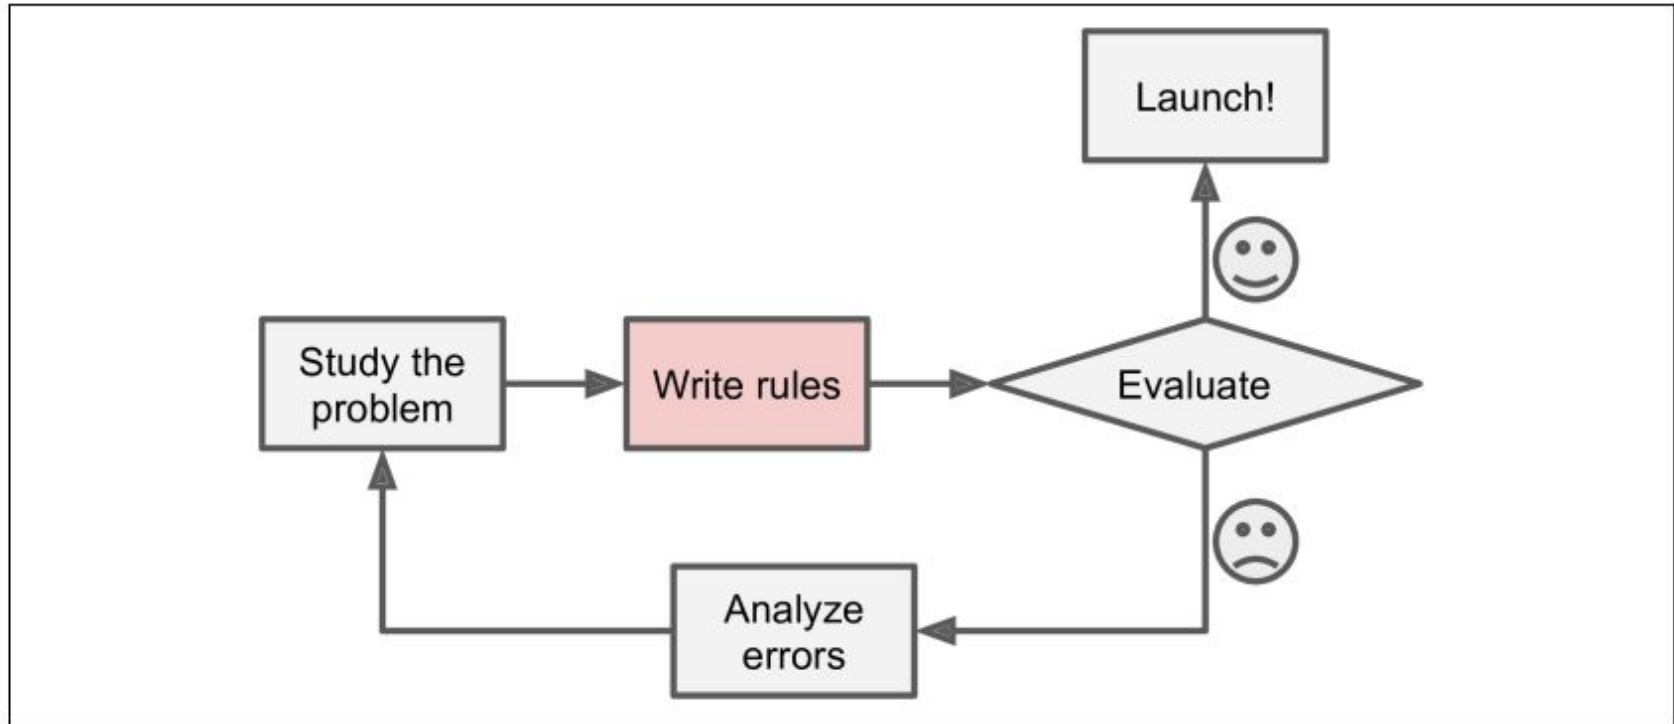 Launch!
Study the
problem
Write rules
Evaluate
Analyze
errors